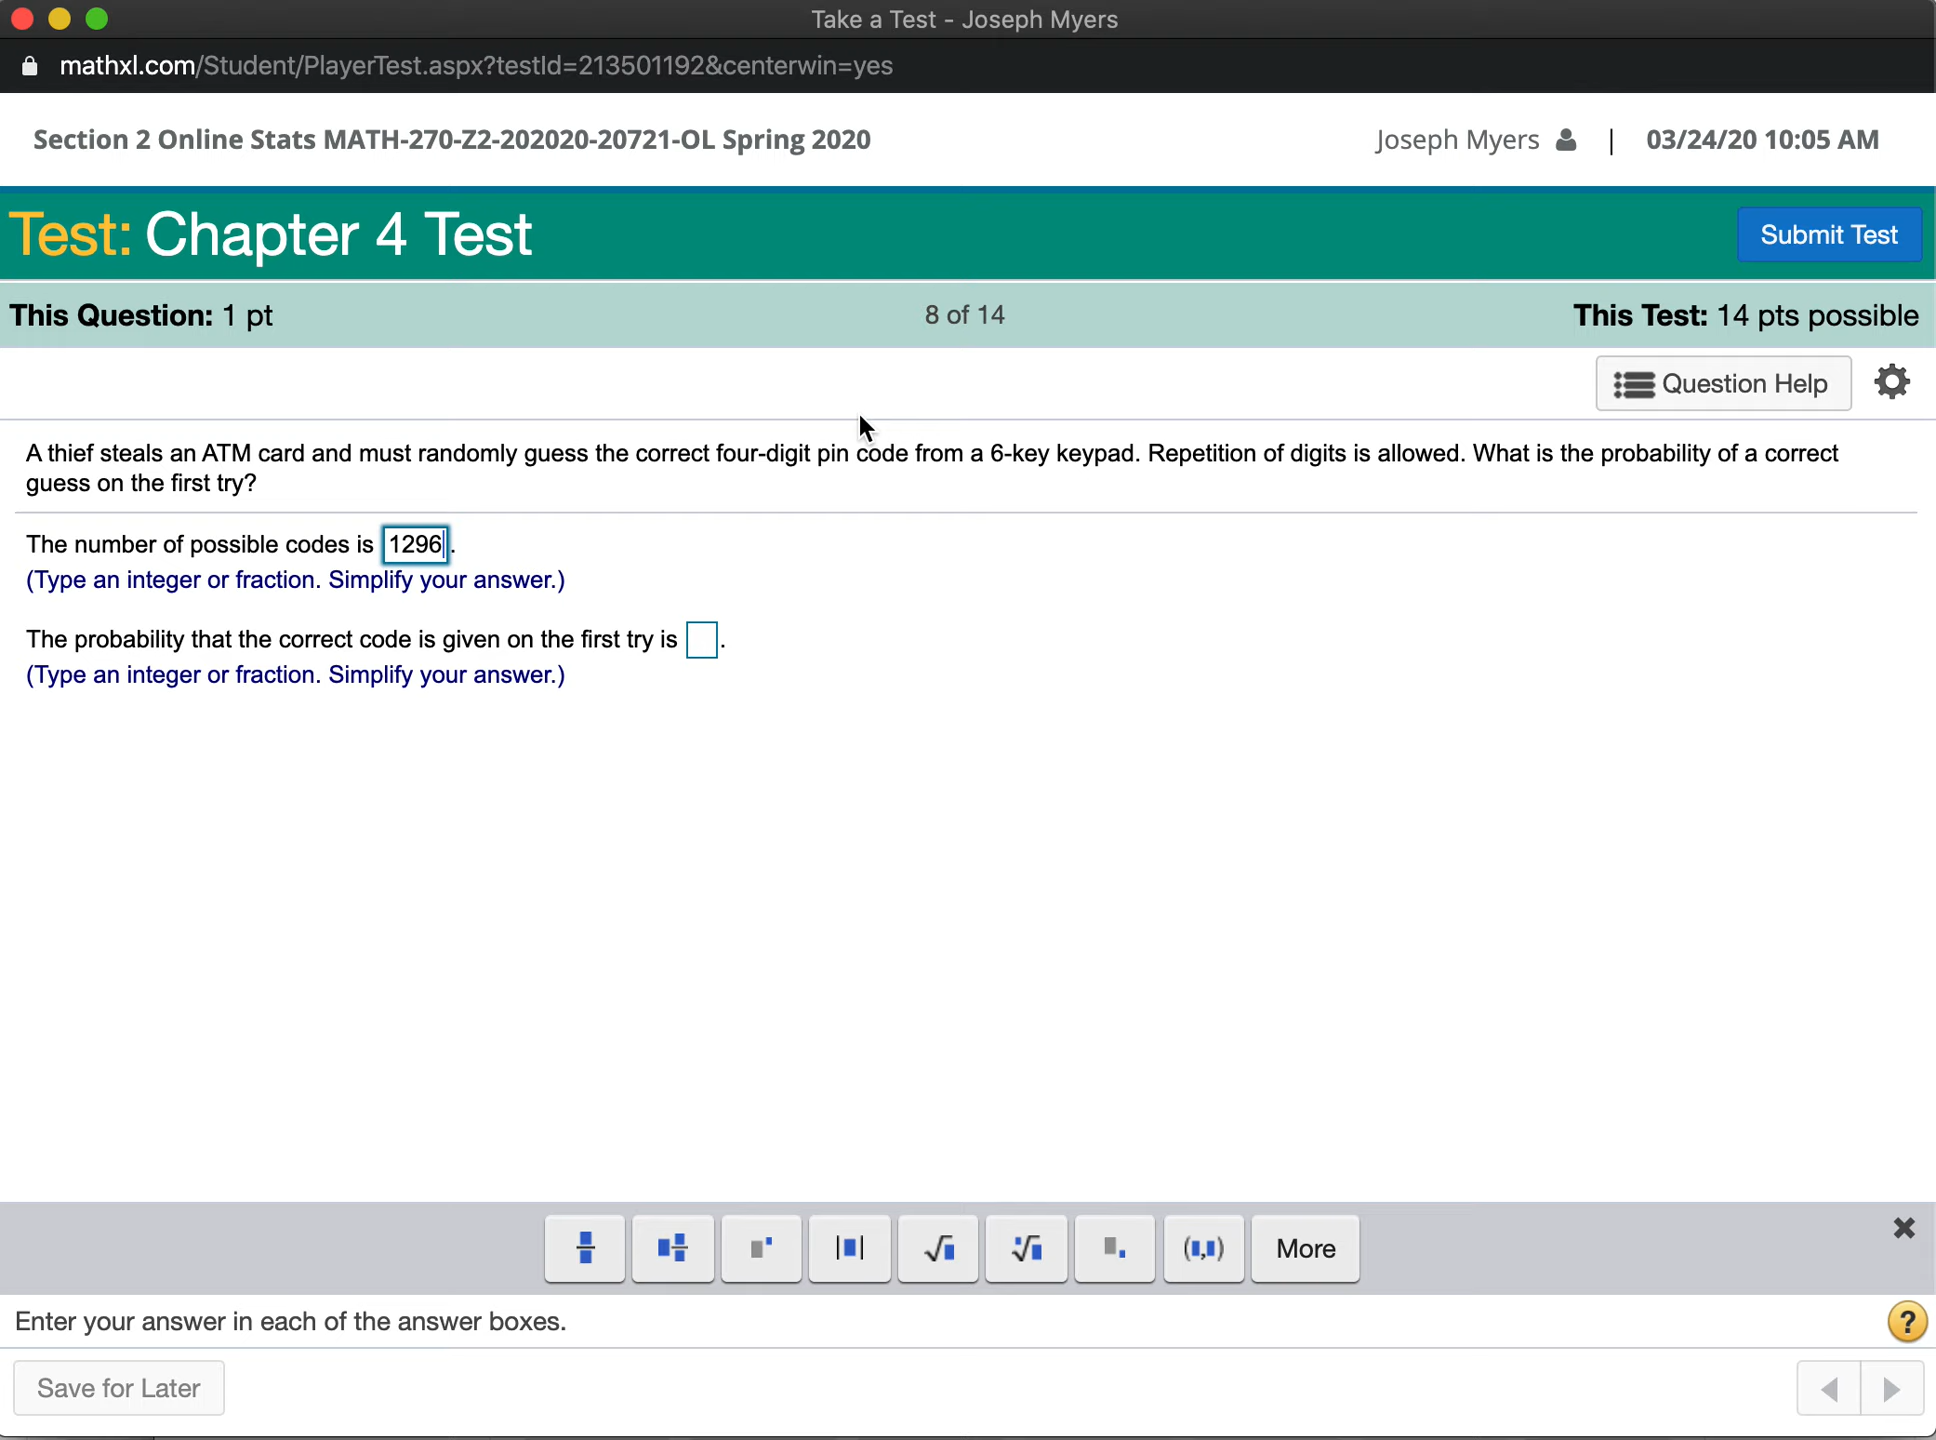 Take a Test - Joseph Myers
mathxl.com/Student/PlayerTest.aspx?testId=213501192&centerwin=yes
Section 2 Online Stats MATH-270-Z2-202020-20721-OL Spring 2020
Joseph Myers | 03/24/20 10:05 AM
Test: Chapter 4 Test
Submit Test
This Question: 1 pt
8 of 14
This Test: 14 pts possible
Question Help
A thief steals an ATM card and must randomly guess the correct four-digit pin code from a 6-key keypad. Repetition of digits is allowed. What is the probability of a correct
guess on the first try?
The number of possible codes is 1296.
(Type an integer or fraction. Simplify your answer.)
The probability that the correct code is given on the first try is .
(Type an integer or fraction. Simplify your answer.)
More
Enter your answer in each of the answer boxes.
?
Save for Later